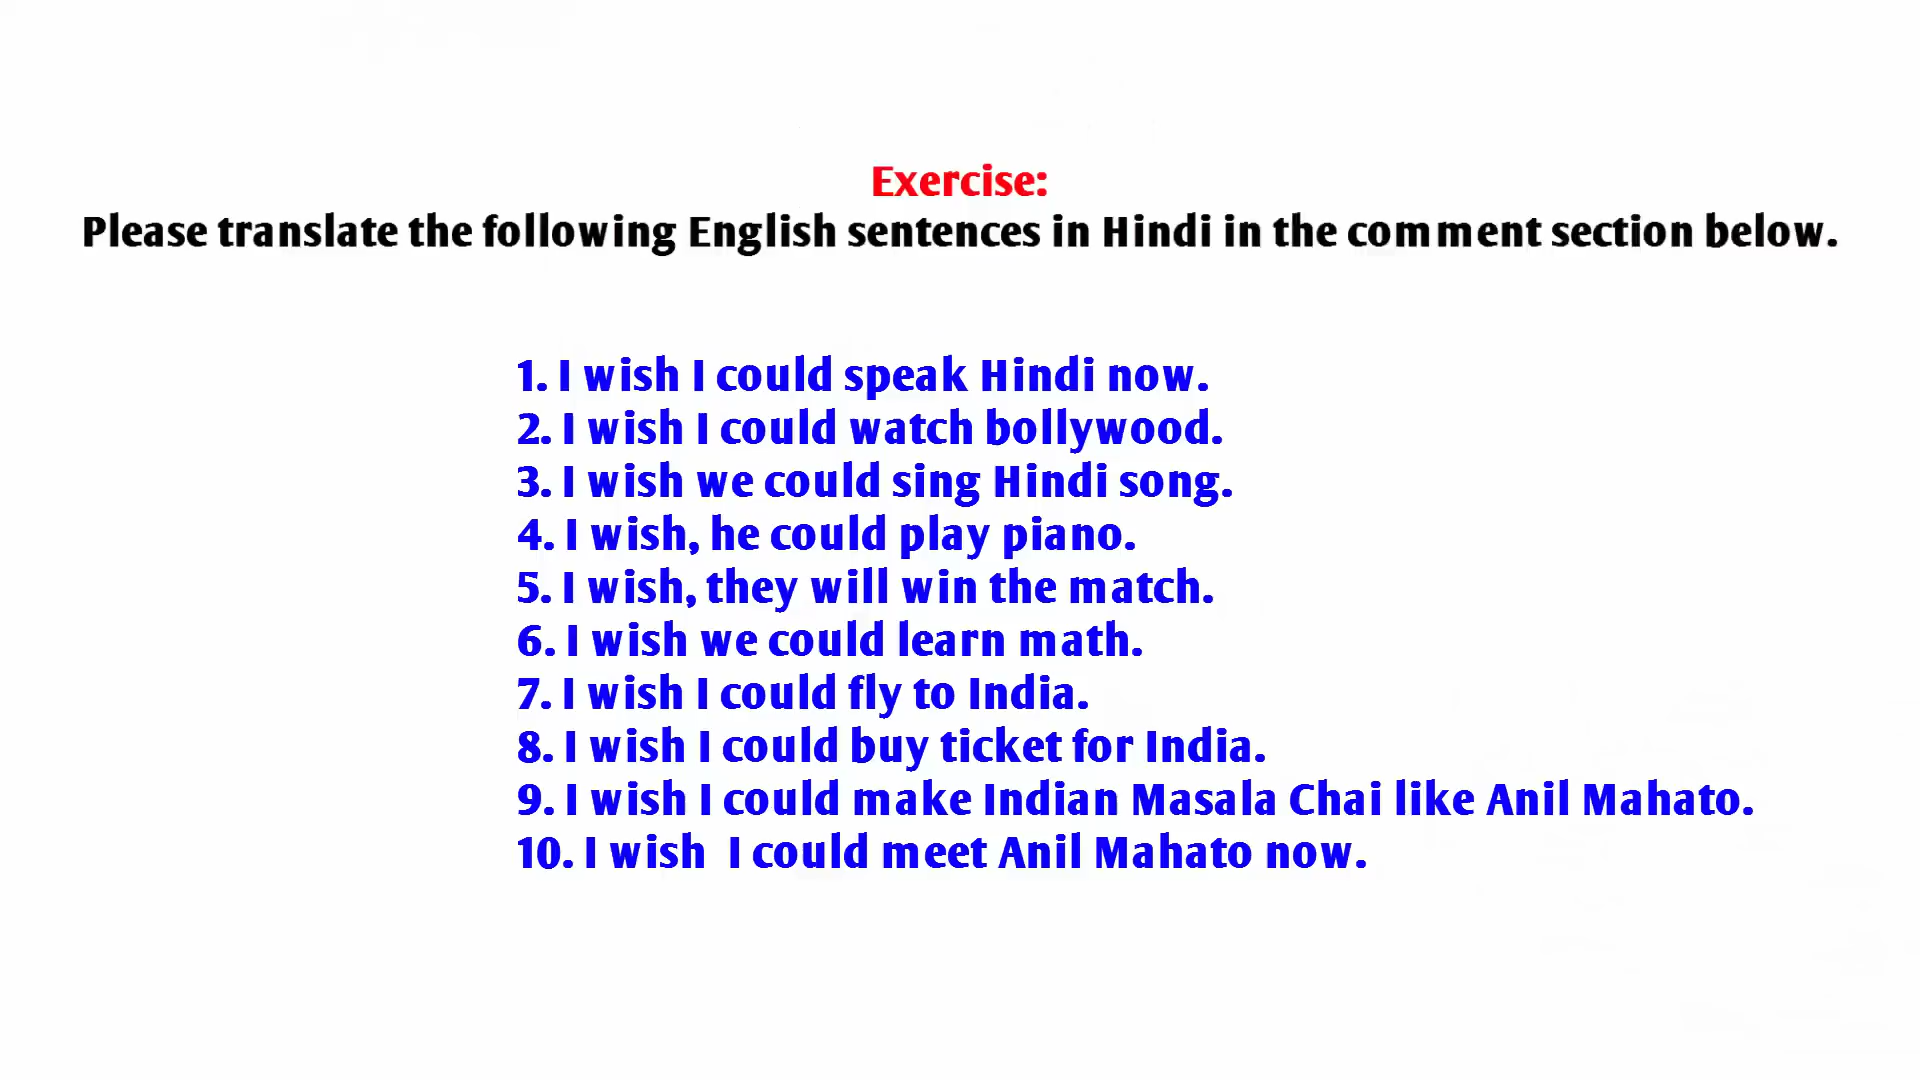 Exercise:
Please translate the following English sentences in Hindi in the comment section below.
1. I wish I could speak Hindi now.
2. I wish I could watch bollywood.
3. I wish we could sing Hindi song.
4. I wish, he could play piano.
5. I wish, they will win the match.
6. I wish we could learn math.
7. I wish I could fly to India.
8. I wish I could buy ticket for India.
9. I wish I could make Indian Masala Chai like Anil Mahato.
10. I wish  I could meet Anil Mahato now.